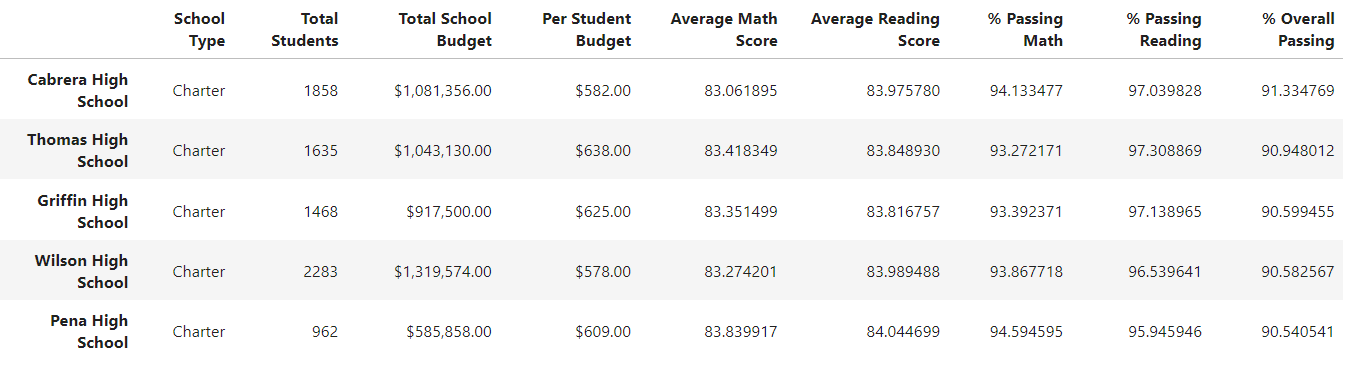 School Type Total Students Total School Budget Per Student Budget Average Math Score Average Reading Score % Passing Math % Passing Reading % Overall Passing
Cabrera High School Charter 1858 $1,081,356.00 $582.00 83.061895 83.975780 94.133477 97.039828 91.334769
Thomas High School Charter 1635 $1,043,130.00 $638.00 83.418349 83.848930 93.272171 97.308869 90.948012
Griffin High School Charter 1468 $917,500.00 $625.00 83.351499 83.816757 93.392371 97.138965 90.599455
Wilson High School Charter 2283 $1,319,574.00 $578.00 83.274201 83.989488 93.867718 96.539641 90.582567
Pena High School Charter 962 $585,858.00 $609.00 83.839917 84.044699 94.594595 95.945946 90.540541